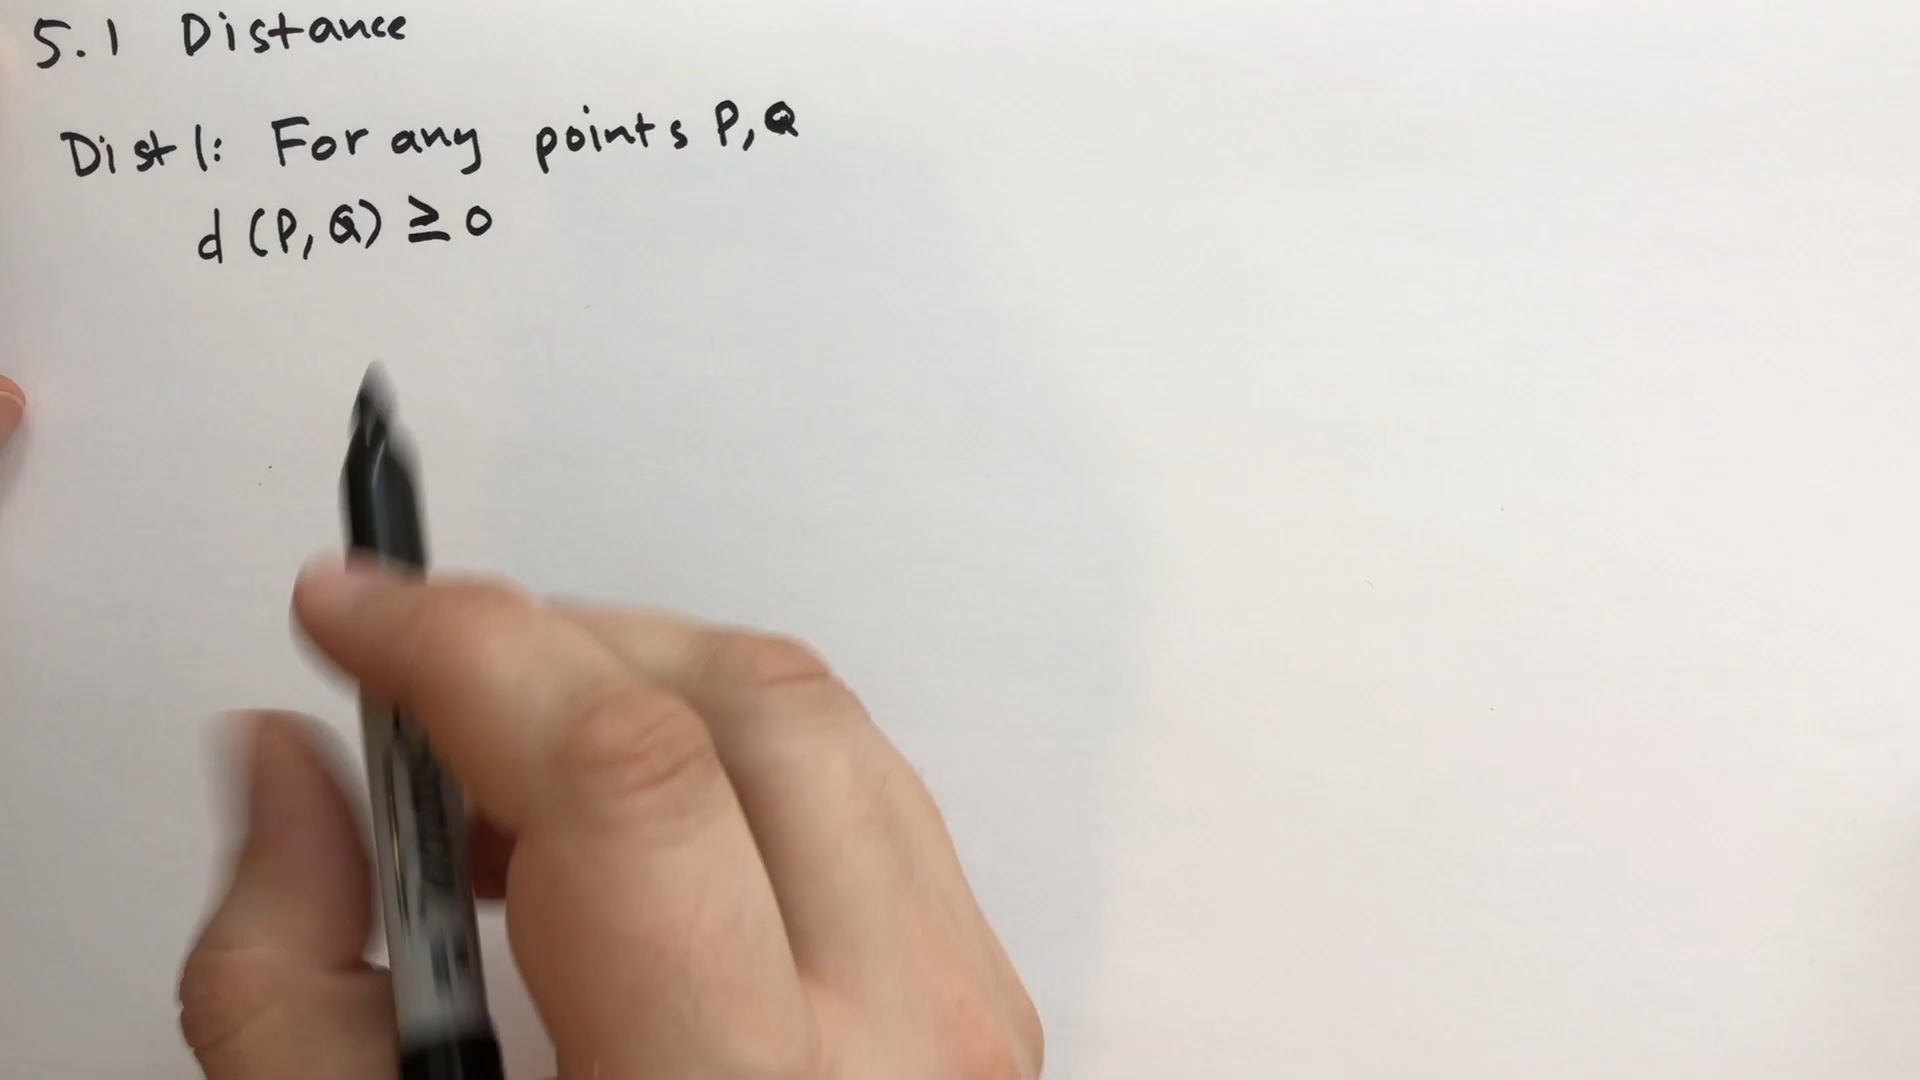 5.1 Distance
Dist 1: For any points P, Q
d (P, Q) ≥ 0